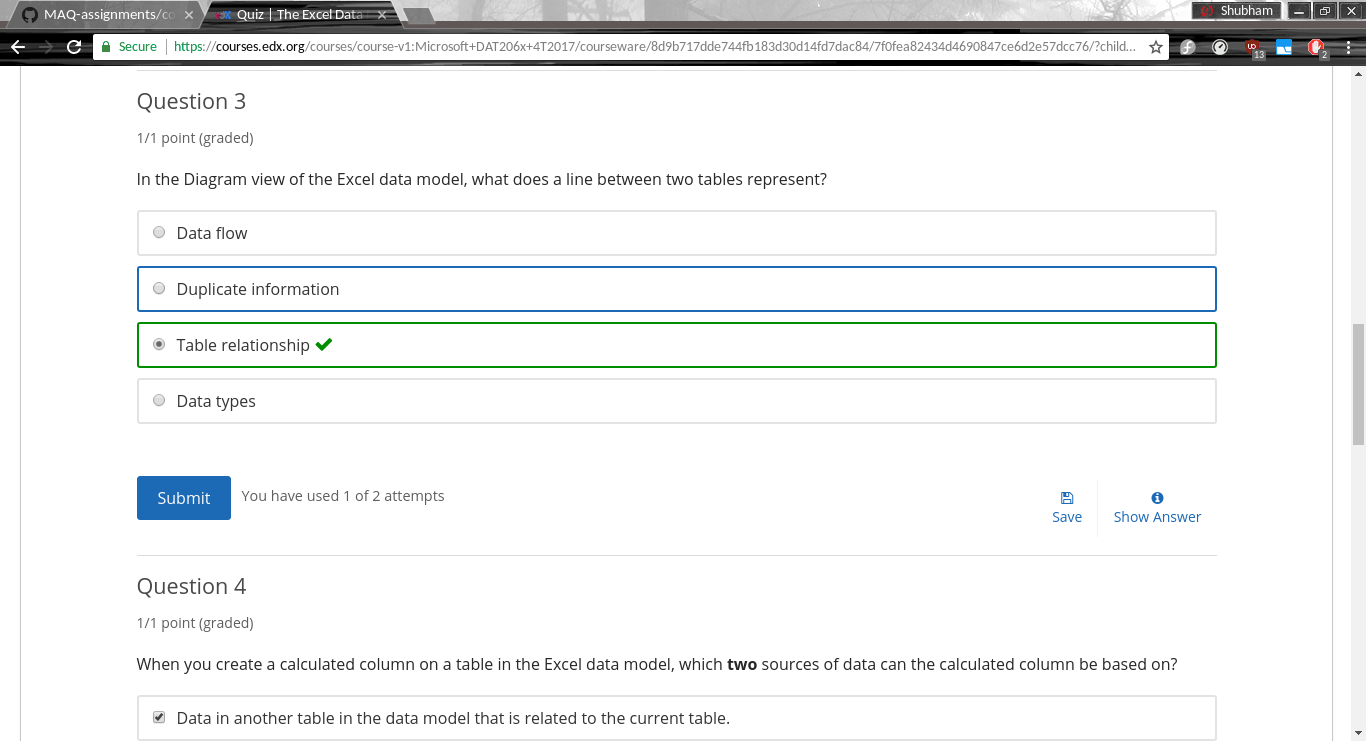 MAQ-assignments/co
Quiz | The Excel Data
Shubham
Secure
https://courses.edx.org/courses/course-v1:Microsoft+DAT206x+4T2017/courseware/8d9b717dde744fb183d30d14fd7dac84/7f0fea82434d4690847ce6d2e57dcc76/?child...
13
2
Question 3
1/1 point (graded)
In the Diagram view of the Excel data model, what does a line between two tables represent?
Data flow
Duplicate information
Table relationship
Data types
Submit
You have used 1 of 2 attempts
Save
Show Answer
Question 4
1/1 point (graded)
When you create a calculated column on a table in the Excel data model, which two sources of data can the calculated column be based on?
Data in another table in the data model that is related to the current table.